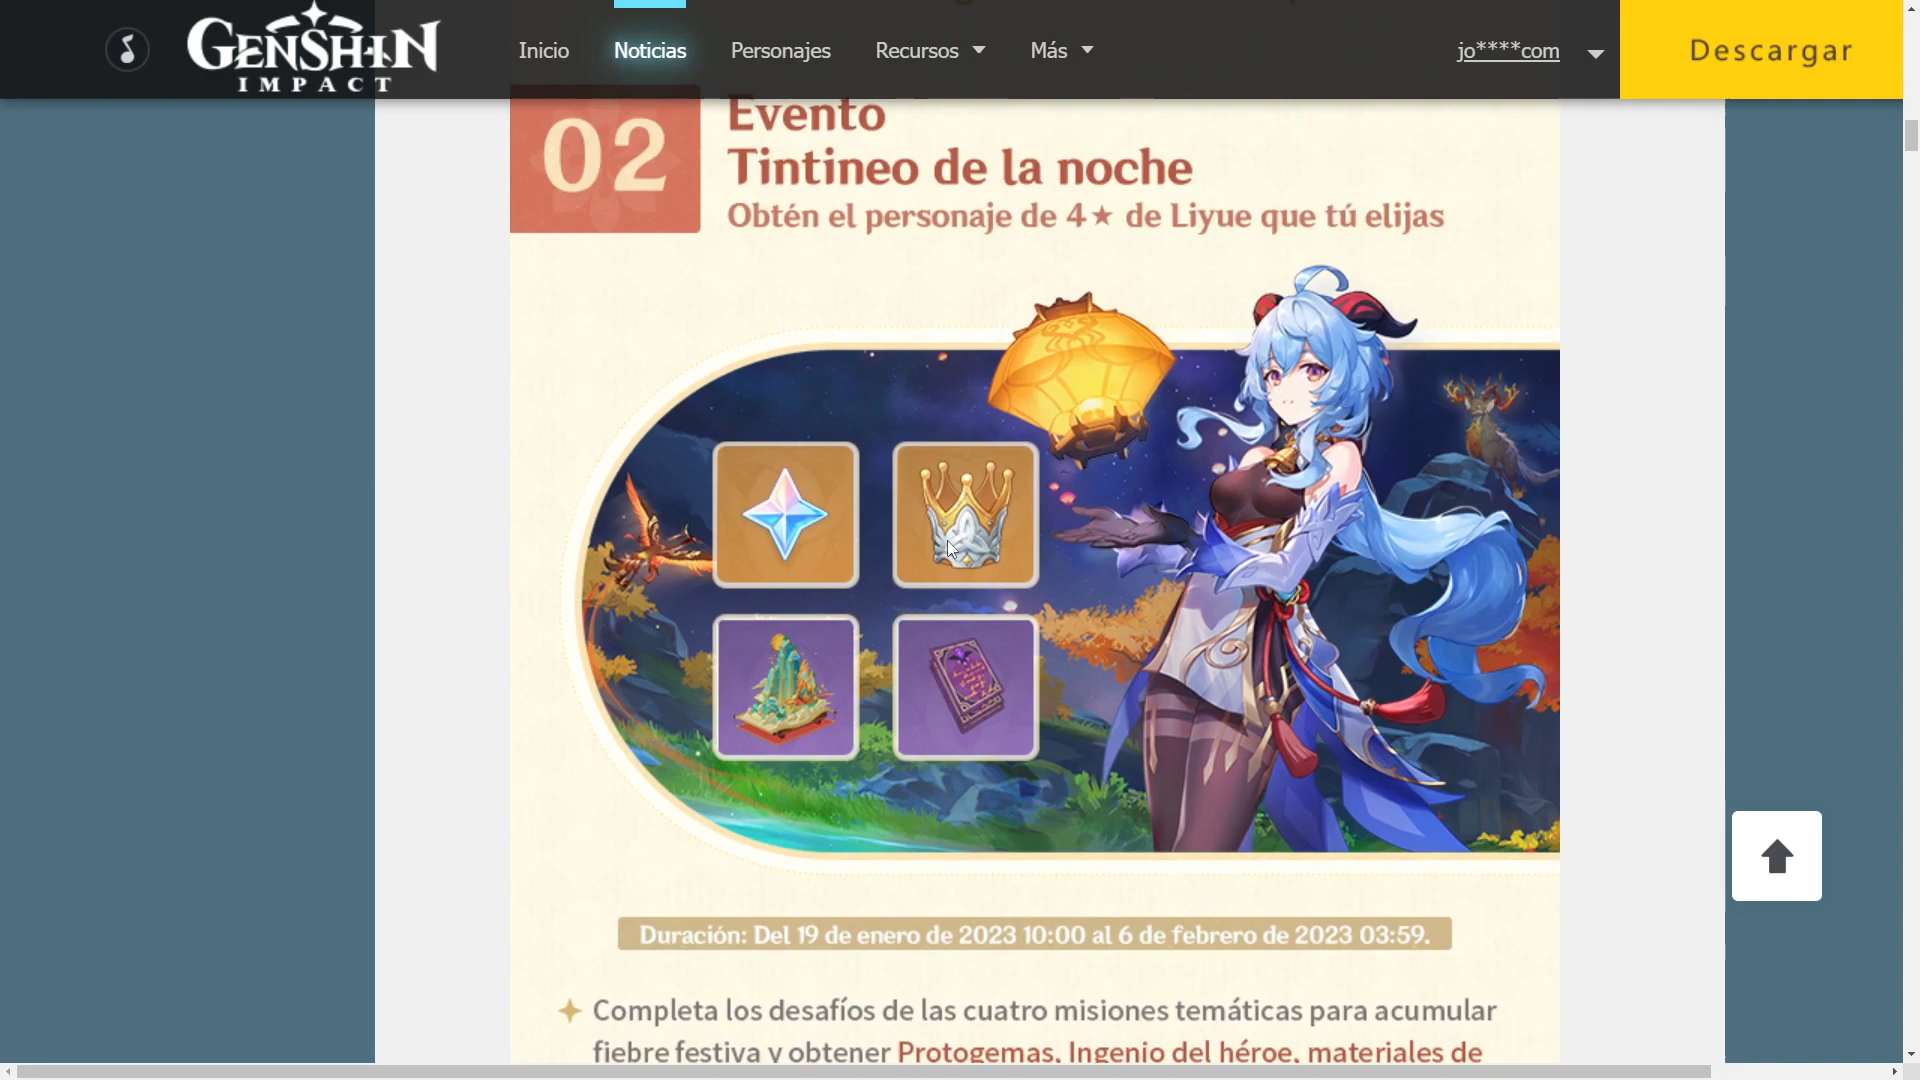 GENSHIN
IMPACT
Inicio
Noticias
Personajes
Recursos
Más
jo****com
Descargar
02
Evento
Tintineo de la noche
Obtén el personaje de 4★ de Liyue que tú elijas
Duración: Del 19 de enero de 2023 10:00 al 6 de febrero de 2023 03:59.
Completa los desafíos de las cuatro misiones temáticas para acumular
fiebre festiva y obtener Protogemas, Ingenio del héroe, materiales de